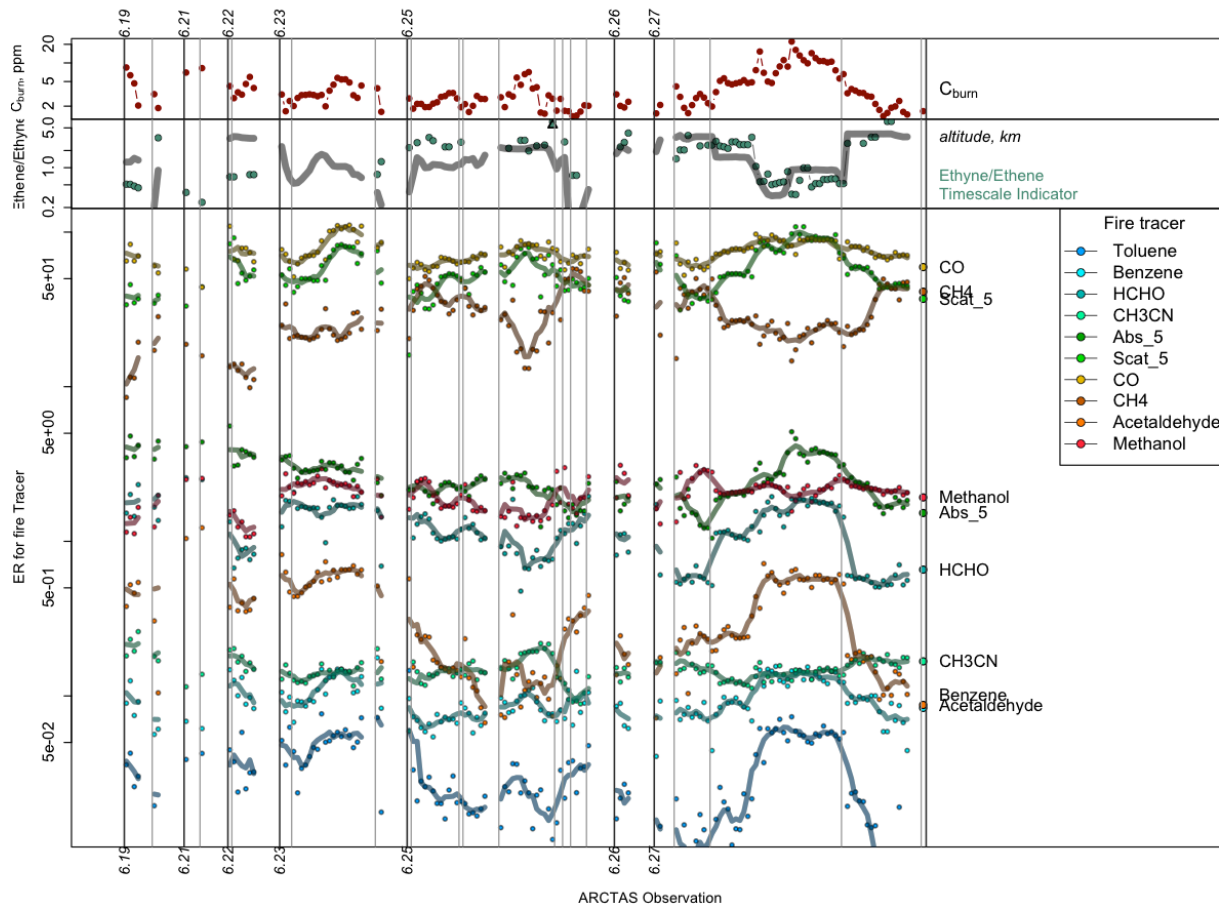 6.19
6.21
6.22
6.23
6.25
6.26
6.27
C_burn, ppm
20
5
2
C_burn
Ethene/Ethyne
5.0
1.0
0.2
altitude, km
Ethyne/Ethene
Timescale Indicator
ER for fire Tracer
5e+01
5e+00
5e-01
5e-02
CO
CH4
Scat_5
Methanol
Abs_5
HCHO
CH3CN
Benzene
Acetaldehyde
Fire tracer
Toluene
Benzene
HCHO
CH3CN
Abs_5
Scat_5
CO
CH4
Acetaldehyde
Methanol
6.19
6.21
6.22
6.23
6.25
6.26
6.27
ARCTAS Observation